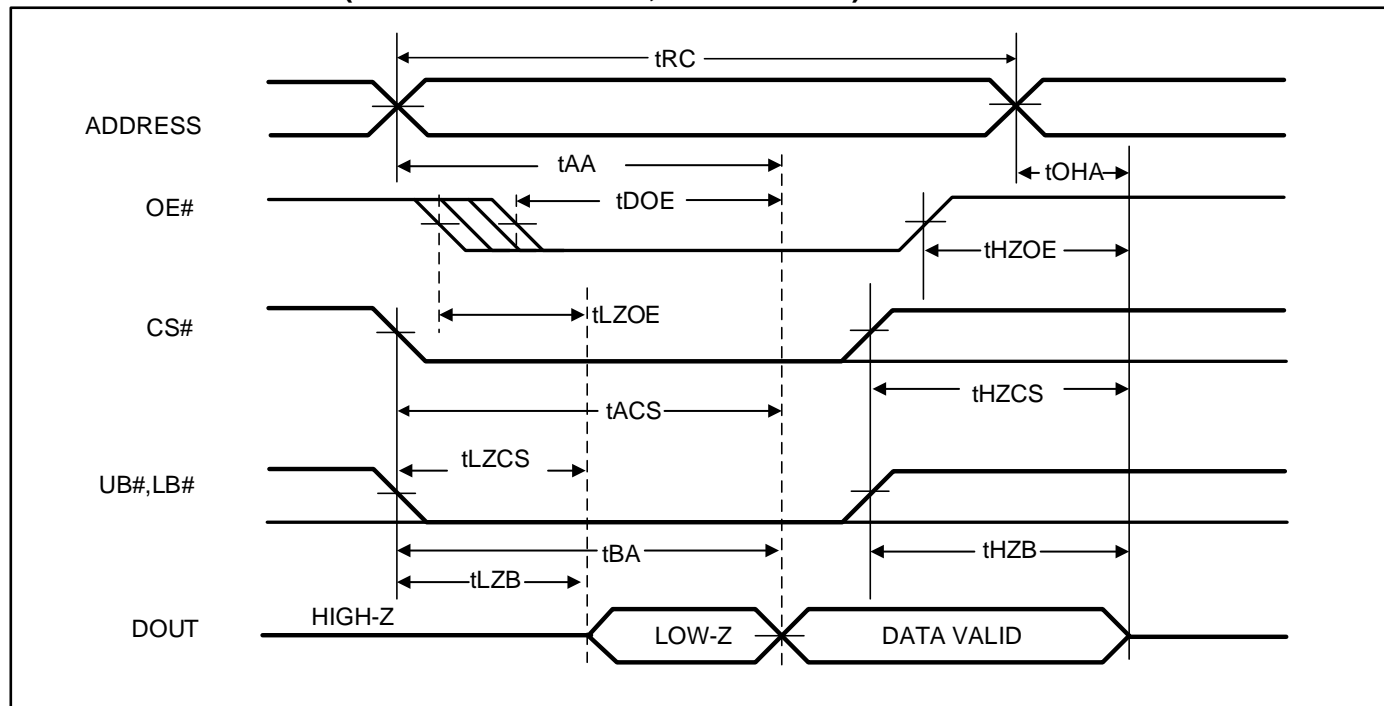 tRC
ADDRESS
tAA
tOHA
OE#
tDOE
tHZOE
tLZOE
CS#
tHZCS
tACS
tLZCS
UB#,LB#
tBA
tHZB
tLZB
HIGH-Z
DOUT
LOW-Z
DATA VALID